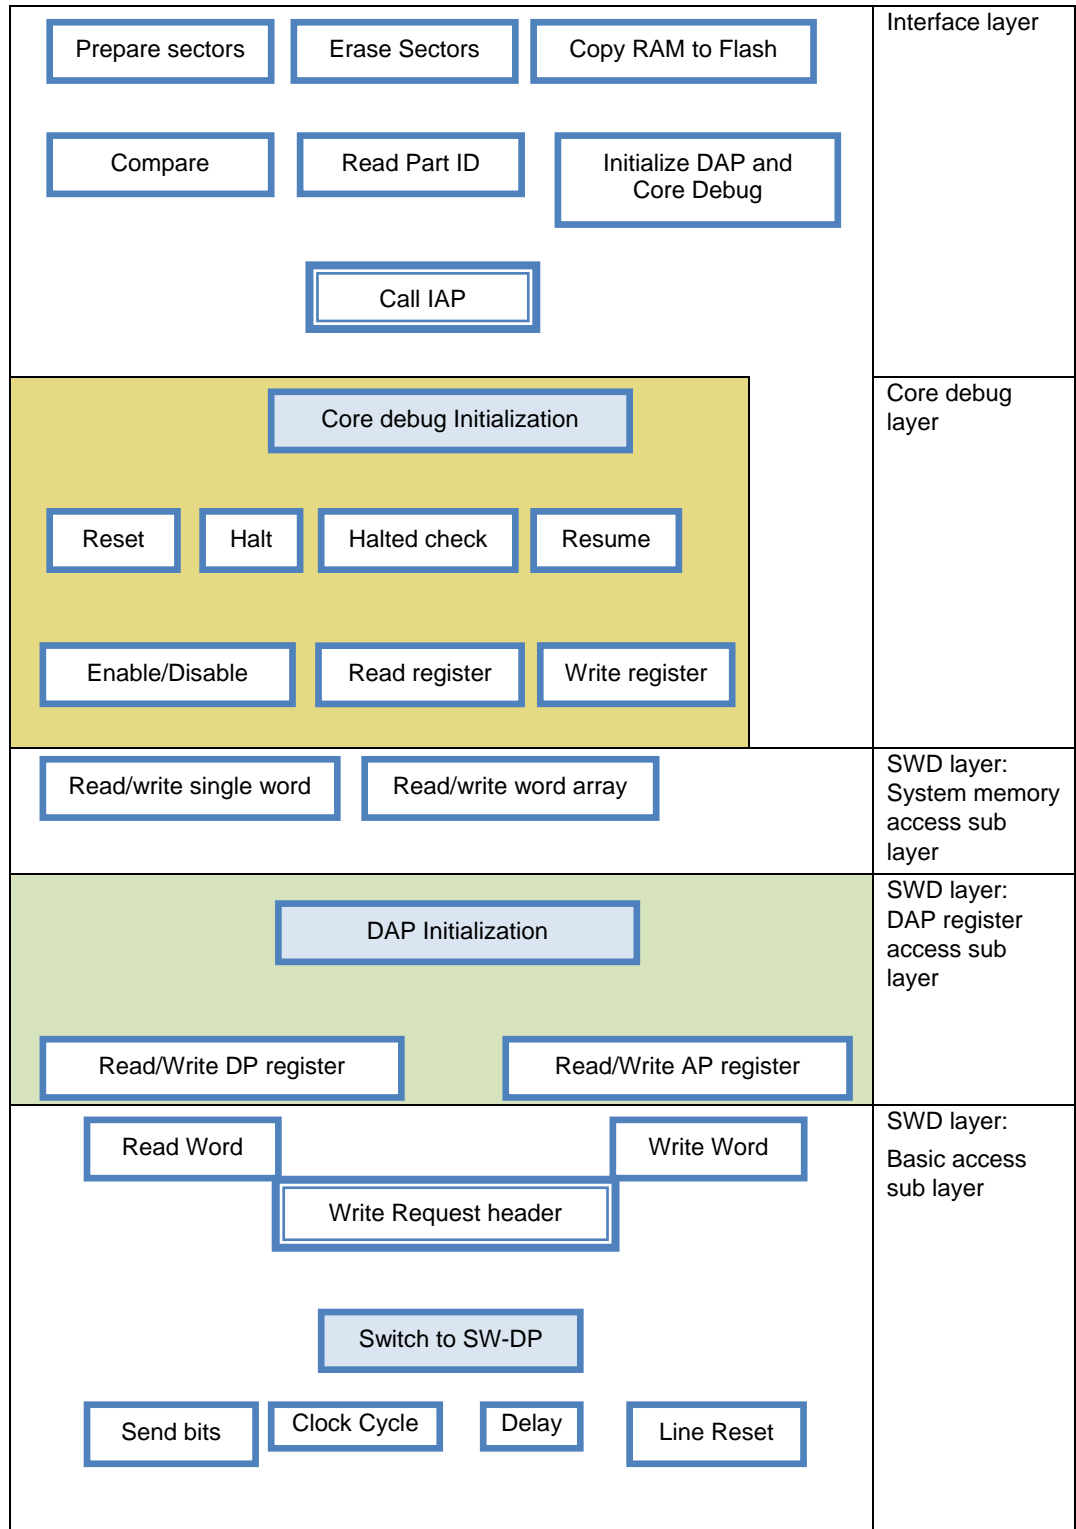 Interface layer
Prepare sectors
Erase Sectors
Copy RAM to Flash
Compare
Read Part ID
Initialize DAP and
Core Debug
Call IAP
Core debug
layer
Core debug Initialization
Reset
Halt
Halted check
Resume
Enable/Disable
Read register
Write register
SWD layer:
System memory
access sub
layer
Read/write single word
Read/write word array
SWD layer:
DAP register
access sub
layer
DAP Initialization
Read/Write DP register
Read/Write AP register
SWD layer:
Basic access
sub layer
Read Word
Write Word
Write Request header
Switch to SW-DP
Send bits
Clock Cycle
Delay
Line Reset